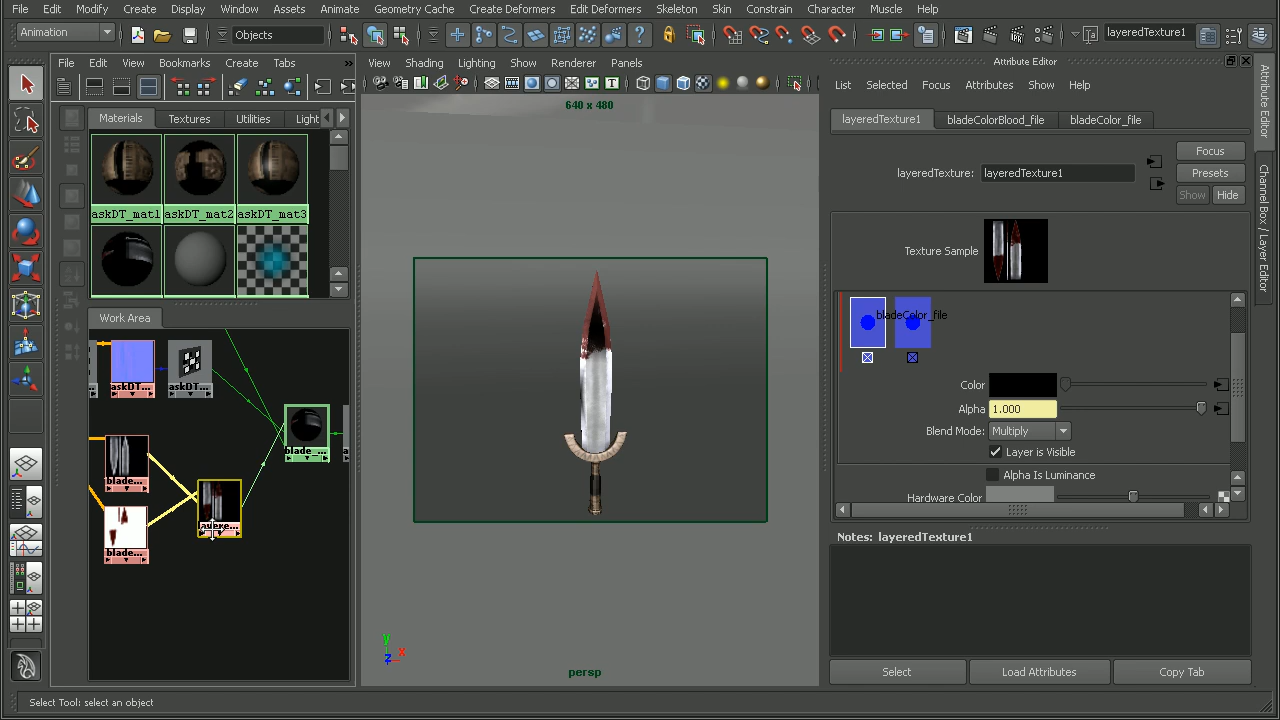 File Edit Modify Create Display Window Assets Animate Geometry Cache Create Deformers Edit Deformers Skeleton Skin Constrain Character Muscle Help
Animation Objects layeredTexture1
File Edit View Bookmarks Create Tabs »
View Shading Lighting Show Renderer Panels
Attribute Editor
List Selected Focus Attributes Show Help
Materials Textures Utilities Light
layeredTexture1 bladeColorBlood_file bladeColor_file
640 x 480
Focus
layeredTexture: layeredTexture1 Presets
Show Hide
askDT_mat1 askDT_mat2 askDT_mat3
Texture Sample
Work Area
bladeColor_file
askDT... askDT...
Color
Alpha 1.000
Blend Mode: Multiply
blade_...
Layer is Visible
Alpha Is Luminance
blade...
Hardware Color
layere...
Notes: layeredTexture1
blade...
y
x
z
persp
Select Load Attributes Copy Tab
Select Tool: select an object
Attribute Editor
Channel Box / Layer Editor